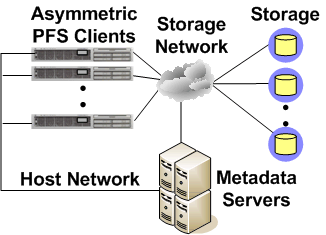 Asymmetric
PFS Clients
Storage
Network
Storage
Host Network
Metadata
Servers